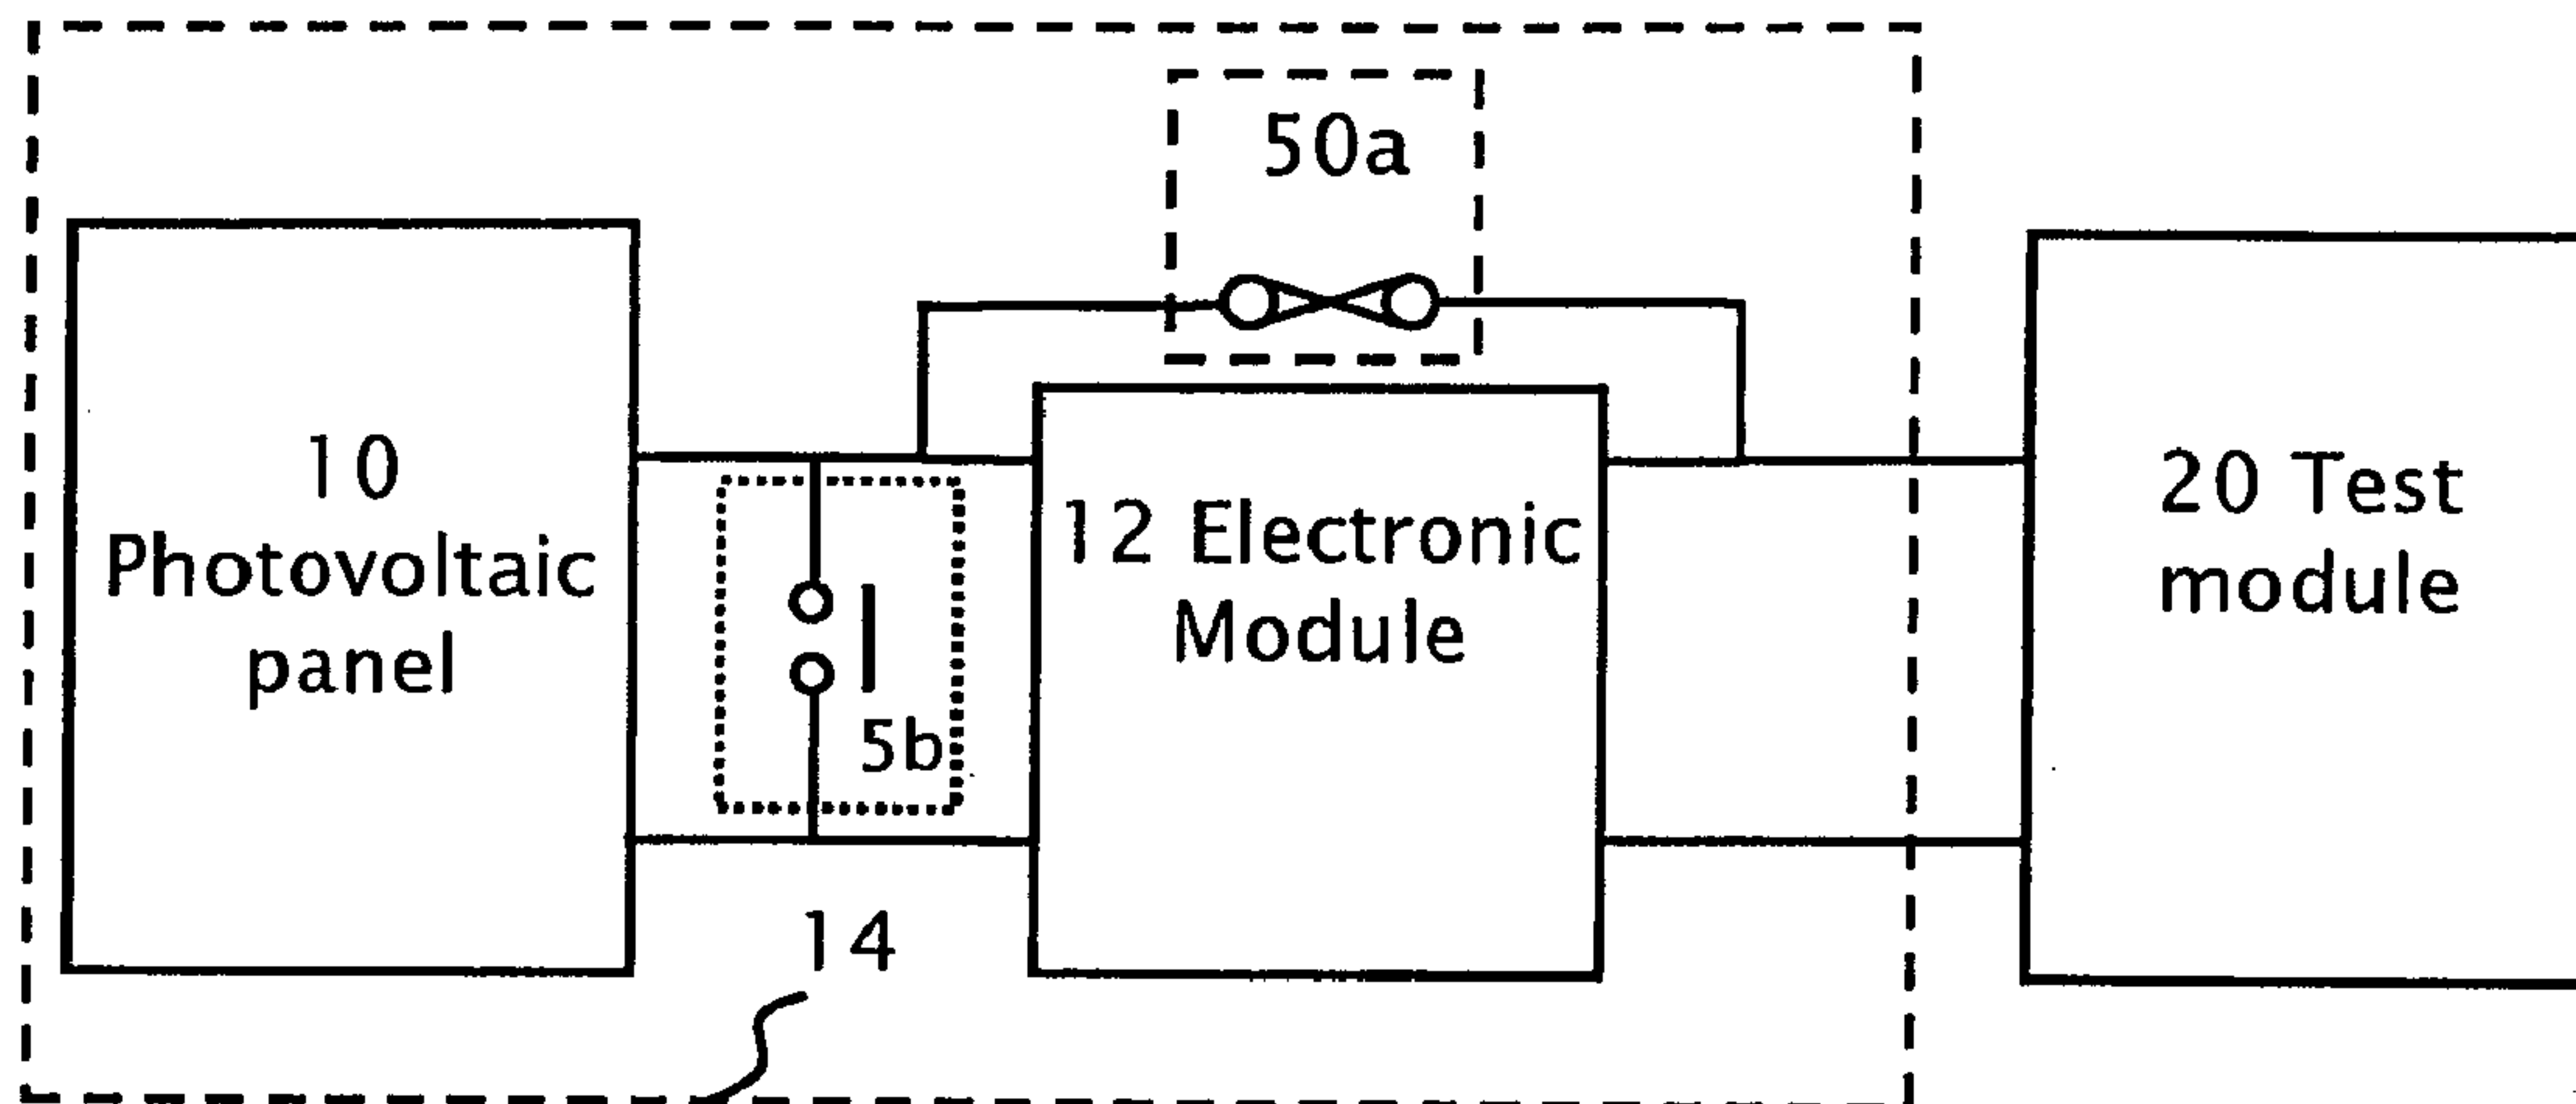 50a
10
Photovoltaic
panel
5b
12 Electronic
Module
20 Test
module
14